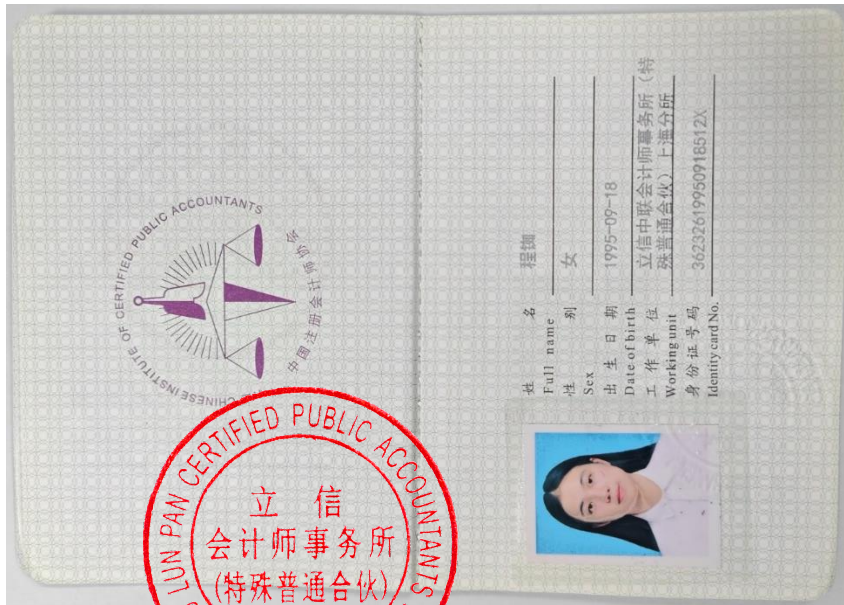 THE CHINESE INSTITUTE OF CERTIFIED PUBLIC ACCOUNTANTS
中国注册会计师协会
姓 名
Full name
程铷
性 别
Sex
女
出生日期
Date of birth
1995-09-18
工作单位
Working unit
立信中联会计师事务所（特
殊普通合伙）上海分所
身份证号码
Identity card No.
36232619950918512X
LUN PAN CERTIFIED PUBLIC ACCOUNTANTS
立信
会计师事务所
(特殊普通合伙)